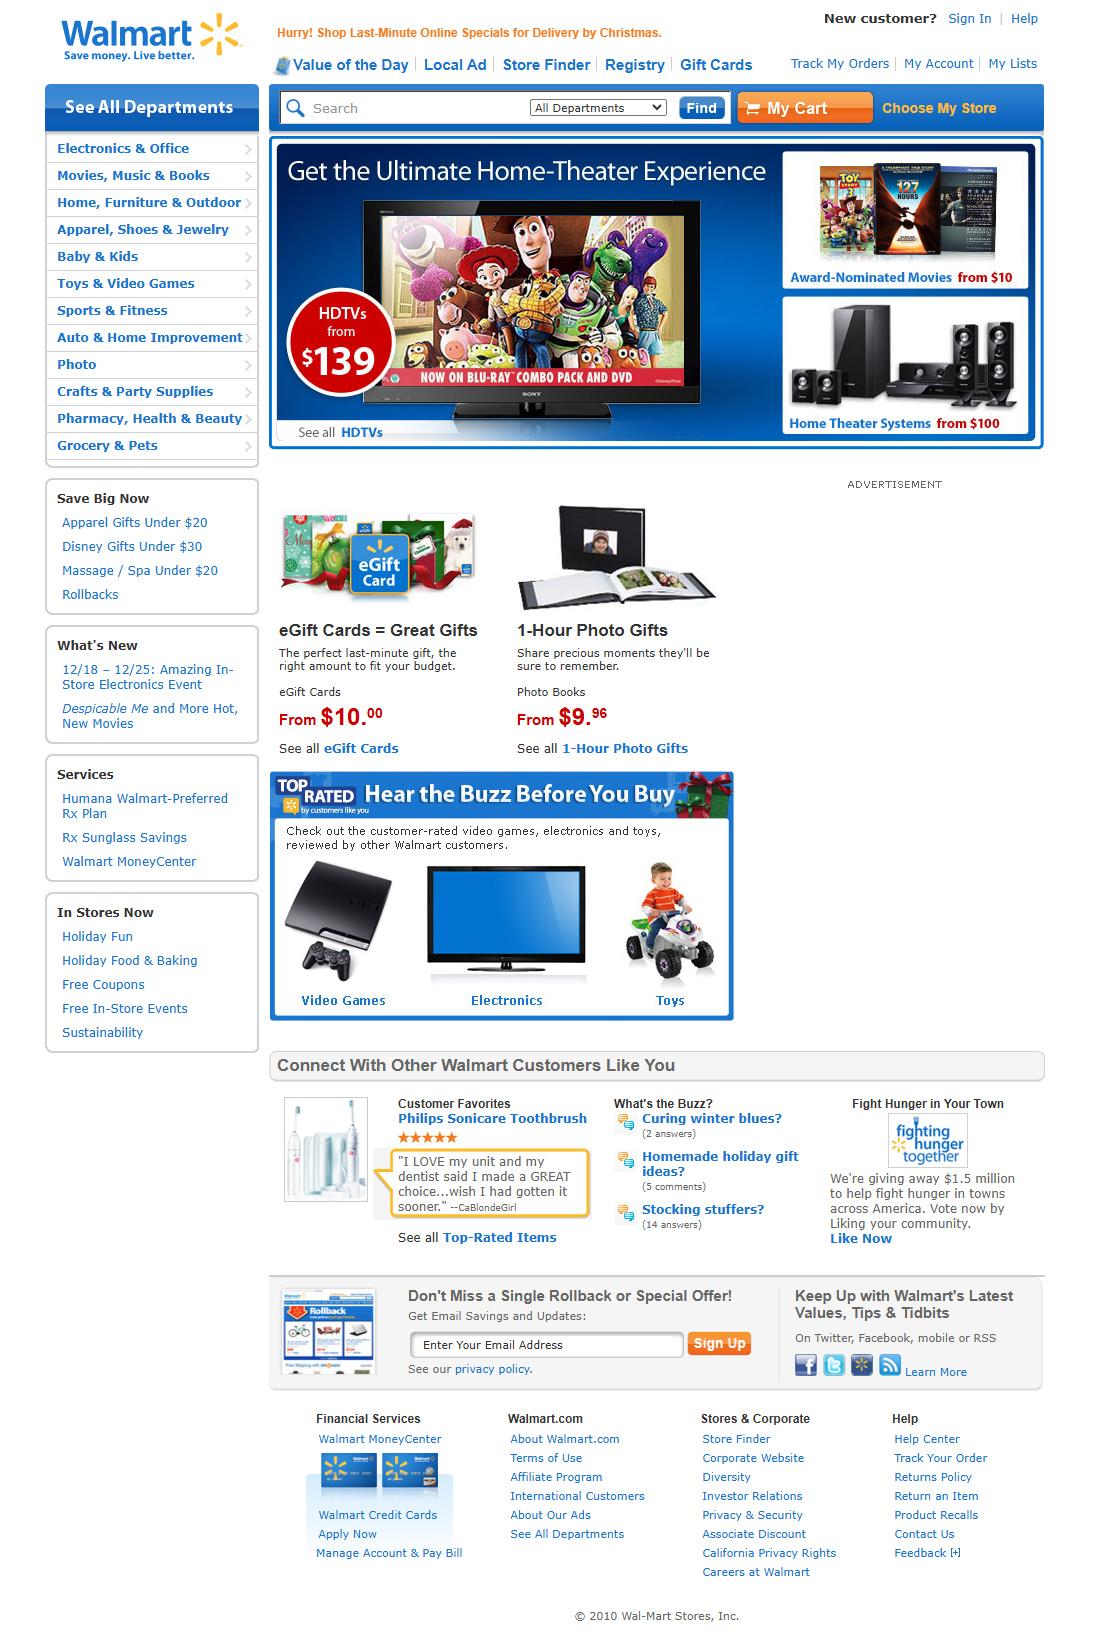 Walmart
Save money. Live better.
Hurry! Shop Last-Minute Online Specials for Delivery by Christmas.
New customer? Sign In | Help
Value of the Day | Local Ad | Store Finder | Registry | Gift Cards
Track My Orders | My Account | My Lists
See All Departments
Search
All Departments
Find
My Cart
Choose My Store
Electronics & Office
Movies, Music & Books
Home, Furniture & Outdoor
Apparel, Shoes & Jewelry
Baby & Kids
Toys & Video Games
Sports & Fitness
Auto & Home Improvement
Photo
Crafts & Party Supplies
Pharmacy, Health & Beauty
Grocery & Pets
Get the Ultimate Home-Theater Experience
HDTVs
from
$139
NOW ON BLU-RAY COMBO PACK AND DVD
SONY
See all HDTVs
TOY STORY 3
127 HOURS
Award-Nominated Movies from $10
Home Theater Systems from $100
Save Big Now
Apparel Gifts Under $20
Disney Gifts Under $30
Massage / Spa Under $20
Rollbacks
What's New
12/18 – 12/25: Amazing In-
Store Electronics Event
Despicable Me and More Hot,
New Movies
Services
Humana Walmart-Preferred
Rx Plan
Rx Sunglass Savings
Walmart MoneyCenter
In Stores Now
Holiday Fun
Holiday Food & Baking
Free Coupons
Free In-Store Events
Sustainability
ADVERTISEMENT
eGift
Card
eGift Cards = Great Gifts
The perfect last-minute gift, the
right amount to fit your budget.
eGift Cards
From $10.00
See all eGift Cards
1-Hour Photo Gifts
Share precious moments they'll be
sure to remember.
Photo Books
From $9.96
See all 1-Hour Photo Gifts
TOP
RATED
by customers like you
Hear the Buzz Before You Buy
Check out the customer-rated video games, electronics and toys,
reviewed by other Walmart customers.
Video Games
Electronics
Toys
Connect With Other Walmart Customers Like You
Customer Favorites
Philips Sonicare Toothbrush
"I LOVE my unit and my
dentist said I made a GREAT
choice...wish I had gotten it
sooner." --CaBlondeGirl
See all Top-Rated Items
What's the Buzz?
Curing winter blues?
(2 answers)
Homemade holiday gift
ideas?
(5 comments)
Stocking stuffers?
(14 answers)
Fight Hunger in Your Town
fighting
hunger
together
We're giving away $1.5 million
to help fight hunger in towns
across America. Vote now by
Liking your community.
Like Now
Rollback
Don't Miss a Single Rollback or Special Offer!
Get Email Savings and Updates:
Enter Your Email Address
Sign Up
See our privacy policy.
Keep Up with Walmart's Latest
Values, Tips & Tidbits
On Twitter, Facebook, mobile or RSS
Learn More
Financial Services
Walmart MoneyCenter
Walmart Credit Cards
Apply Now
Manage Account & Pay Bill
Walmart.com
About Walmart.com
Terms of Use
Affiliate Program
International Customers
About Our Ads
See All Departments
Stores & Corporate
Store Finder
Corporate Website
Diversity
Investor Relations
Privacy & Security
Associate Discount
California Privacy Rights
Careers at Walmart
Help
Help Center
Track Your Order
Returns Policy
Return an Item
Product Recalls
Contact Us
Feedback [+]
© 2010 Wal-Mart Stores, Inc.